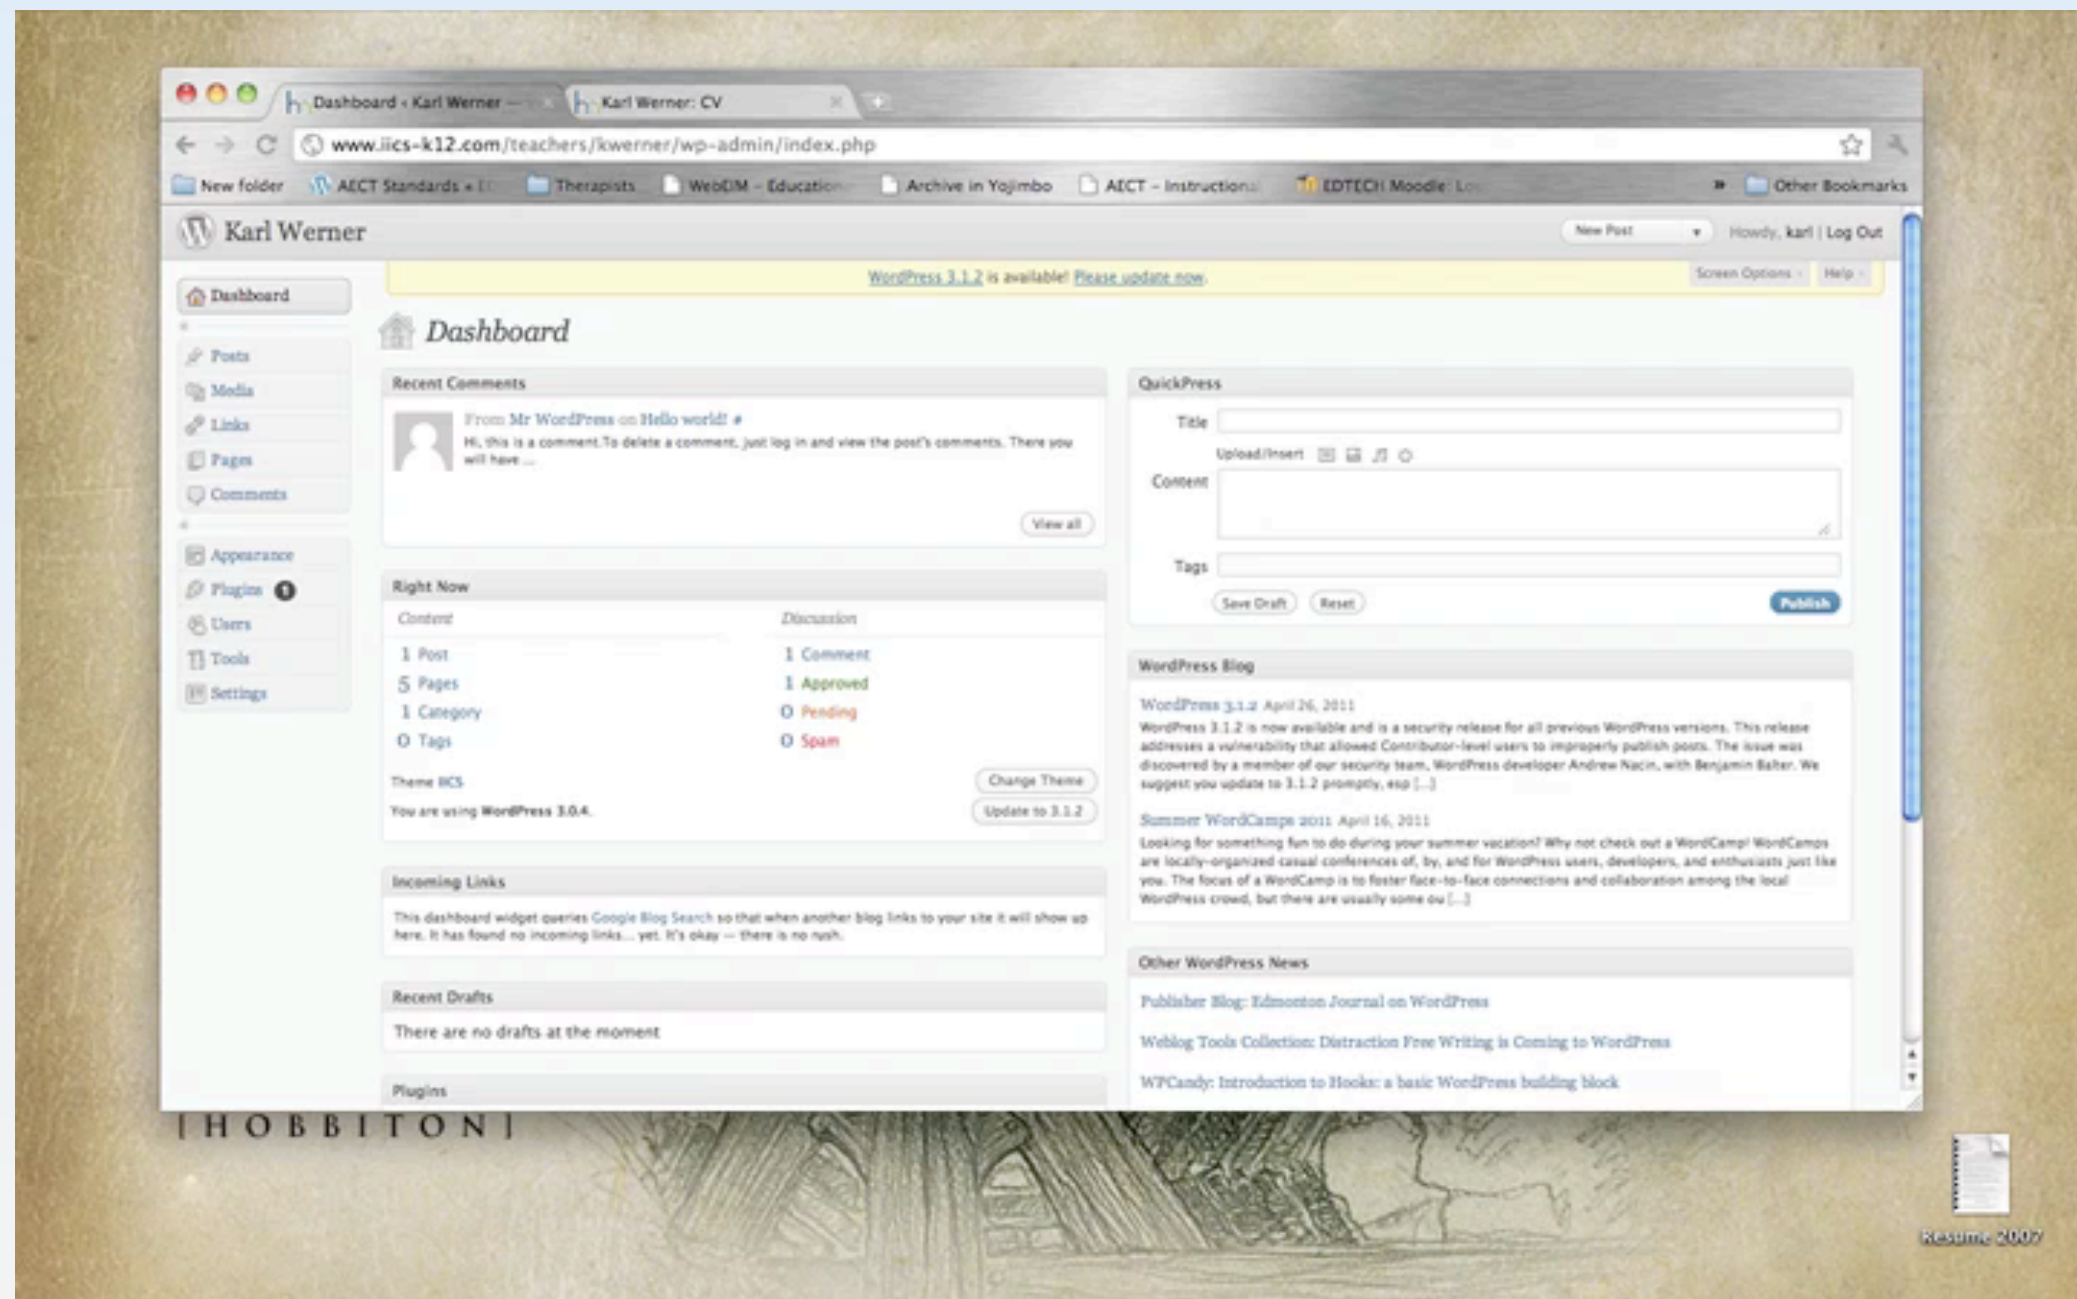 Dashboard ‹ Karl Werner —
Karl Werner: CV
www.iics-k12.com/teachers/kwerner/wp-admin/index.php
New folder
AECT Standards «
Therapists
WebEIM – Education
Archive in Yojimbo
AECT – Instructional
EDTECH Moodle:
»
Other Bookmarks
Karl Werner
New Post
Howdy, karl | Log Out
WordPress 3.1.2 is available! Please update now.
Screen Options
Help
Dashboard
Posts
Media
Links
Pages
Comments
Appearance
Plugins 1
Users
Tools
Settings
Dashboard
Recent Comments
From Mr WordPress on Hello world! #
Hi, this is a comment.To delete a comment, just log in and view the post's comments. There you
will have ...
View all
Right Now
Content
Discussion
1 Post
1 Comment
5 Pages
1 Approved
1 Category
0 Pending
0 Tags
0 Spam
Theme IICS
Change Theme
You are using WordPress 3.0.4.
Update to 3.1.2
Incoming Links
This dashboard widget queries Google Blog Search so that when another blog links to your site it will show up
here. It has found no incoming links... yet. It's okay — there is no rush.
Recent Drafts
There are no drafts at the moment
Plugins
QuickPress
Title
Upload/Insert
Content
Tags
Save Draft
Reset
Publish
WordPress Blog
WordPress 3.1.2 April 26, 2011
WordPress 3.1.2 is now available and is a security release for all previous WordPress versions. This release
addresses a vulnerability that allowed Contributor-level users to improperly publish posts. The issue was
discovered by a member of our security team, WordPress developer Andrew Nacin, with Benjamin Balter. We
suggest you update to 3.1.2 promptly, esp [...]
Summer WordCamps 2011 April 16, 2011
Looking for something fun to do during your summer vacation? Why not check out a WordCamp! WordCamps
are locally-organized casual conferences of, by, and for WordPress users, developers, and enthusiasts just like
you. The focus of a WordCamp is to foster face-to-face connections and collaboration among the local
WordPress crowd, but there are usually some ou [...]
Other WordPress News
Publisher Blog: Edmonton Journal on WordPress
Weblog Tools Collection: Distraction Free Writing is Coming to WordPress
WPCandy: Introduction to Hooks: a basic WordPress building block
[HOBBITON]
Resume 2007